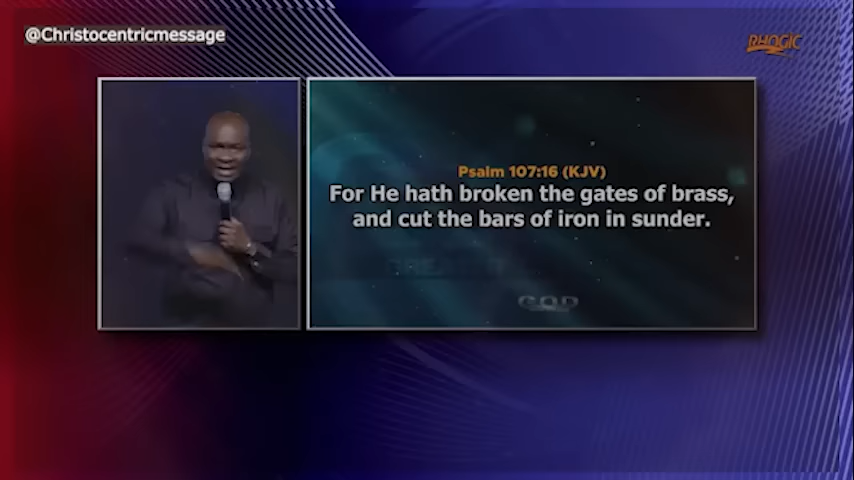 @Christocentricmessage
RHOGIC
Psalm 107:16 (KJV)
For He hath broken the gates of brass,
and cut the bars of iron in sunder.
GOD